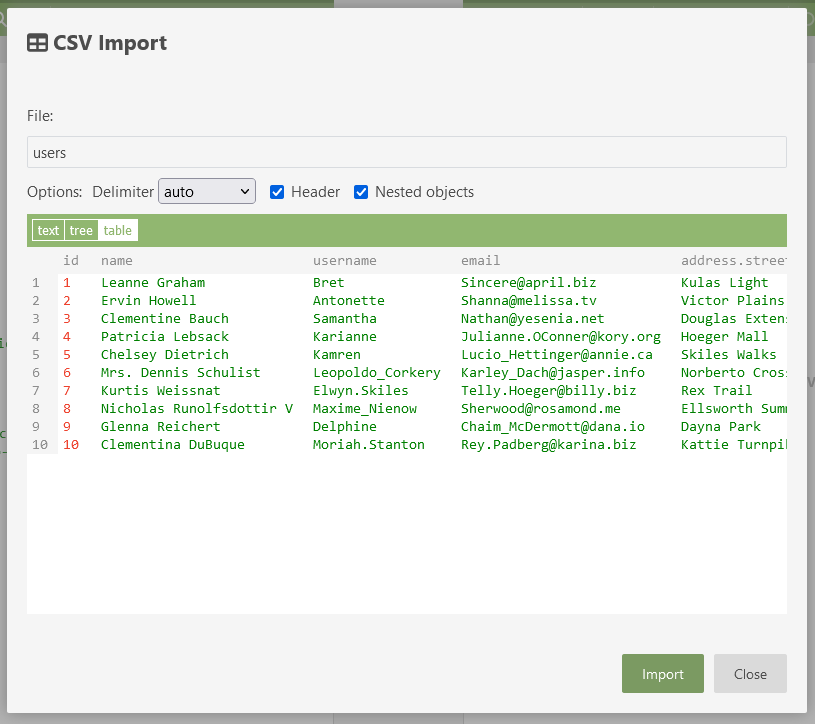 CSV Import
File:
users
Options: Delimiter auto Header Nested objects
text tree table
id name username email address.street
1 1 Leanne Graham Bret Sincere@april.biz Kulas Light
2 2 Ervin Howell Antonette Shanna@melissa.tv Victor Plains
3 3 Clementine Bauch Samantha Nathan@yesenia.net Douglas Exten
4 4 Patricia Lebsack Karianne Julianne.OConner@kory.org Hoeger Mall
5 5 Chelsey Dietrich Kamren Lucio_Hettinger@annie.ca Skiles Walks
6 6 Mrs. Dennis Schulist Leopoldo_Corkery Karley_Dach@jasper.info Norberto Cros
7 7 Kurtis Weissnat Elwyn.Skiles Telly.Hoeger@billy.biz Rex Trail
8 8 Nicholas Runolfsdottir V Maxime_Nienow Sherwood@rosamond.me Ellsworth Sum
9 9 Glenna Reichert Delphine Chaim_McDermott@dana.io Dayna Park
10 10 Clementina DuBuque Moriah.Stanton Rey.Padberg@karina.biz Kattie Turnpi
Import Close